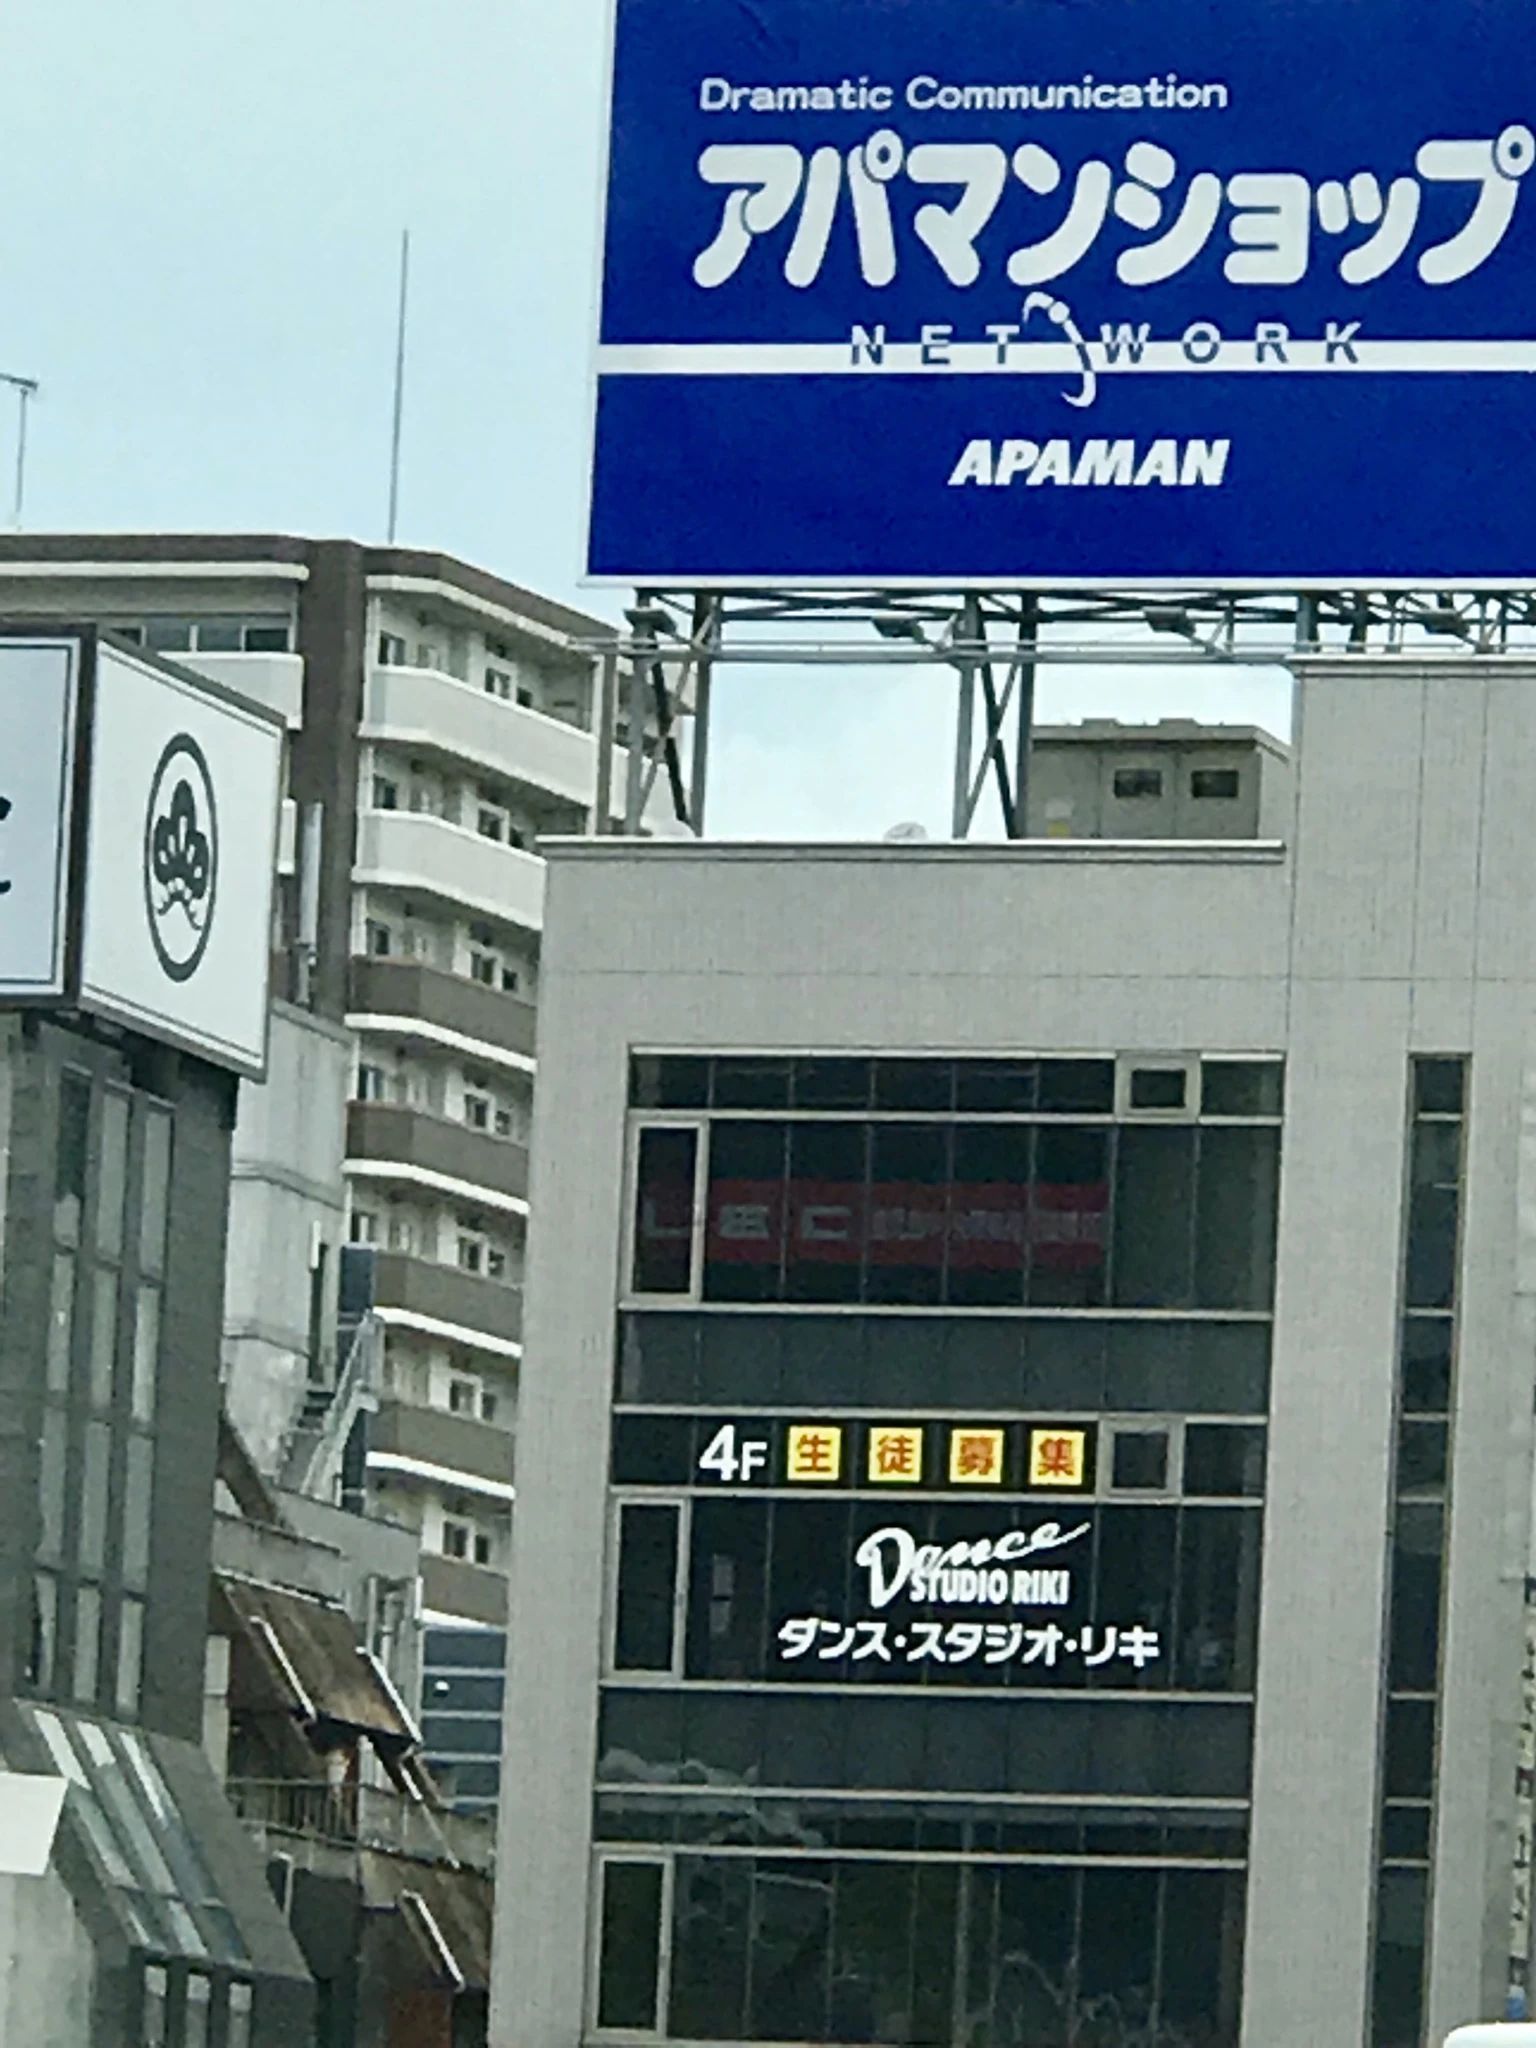 Dramatic Communication
アパマンショップ
NETWORK
APAMAN
LEC
4F 生徒募集
Dance
STUDIO RIKI
ダンス・スタジオ・リキ